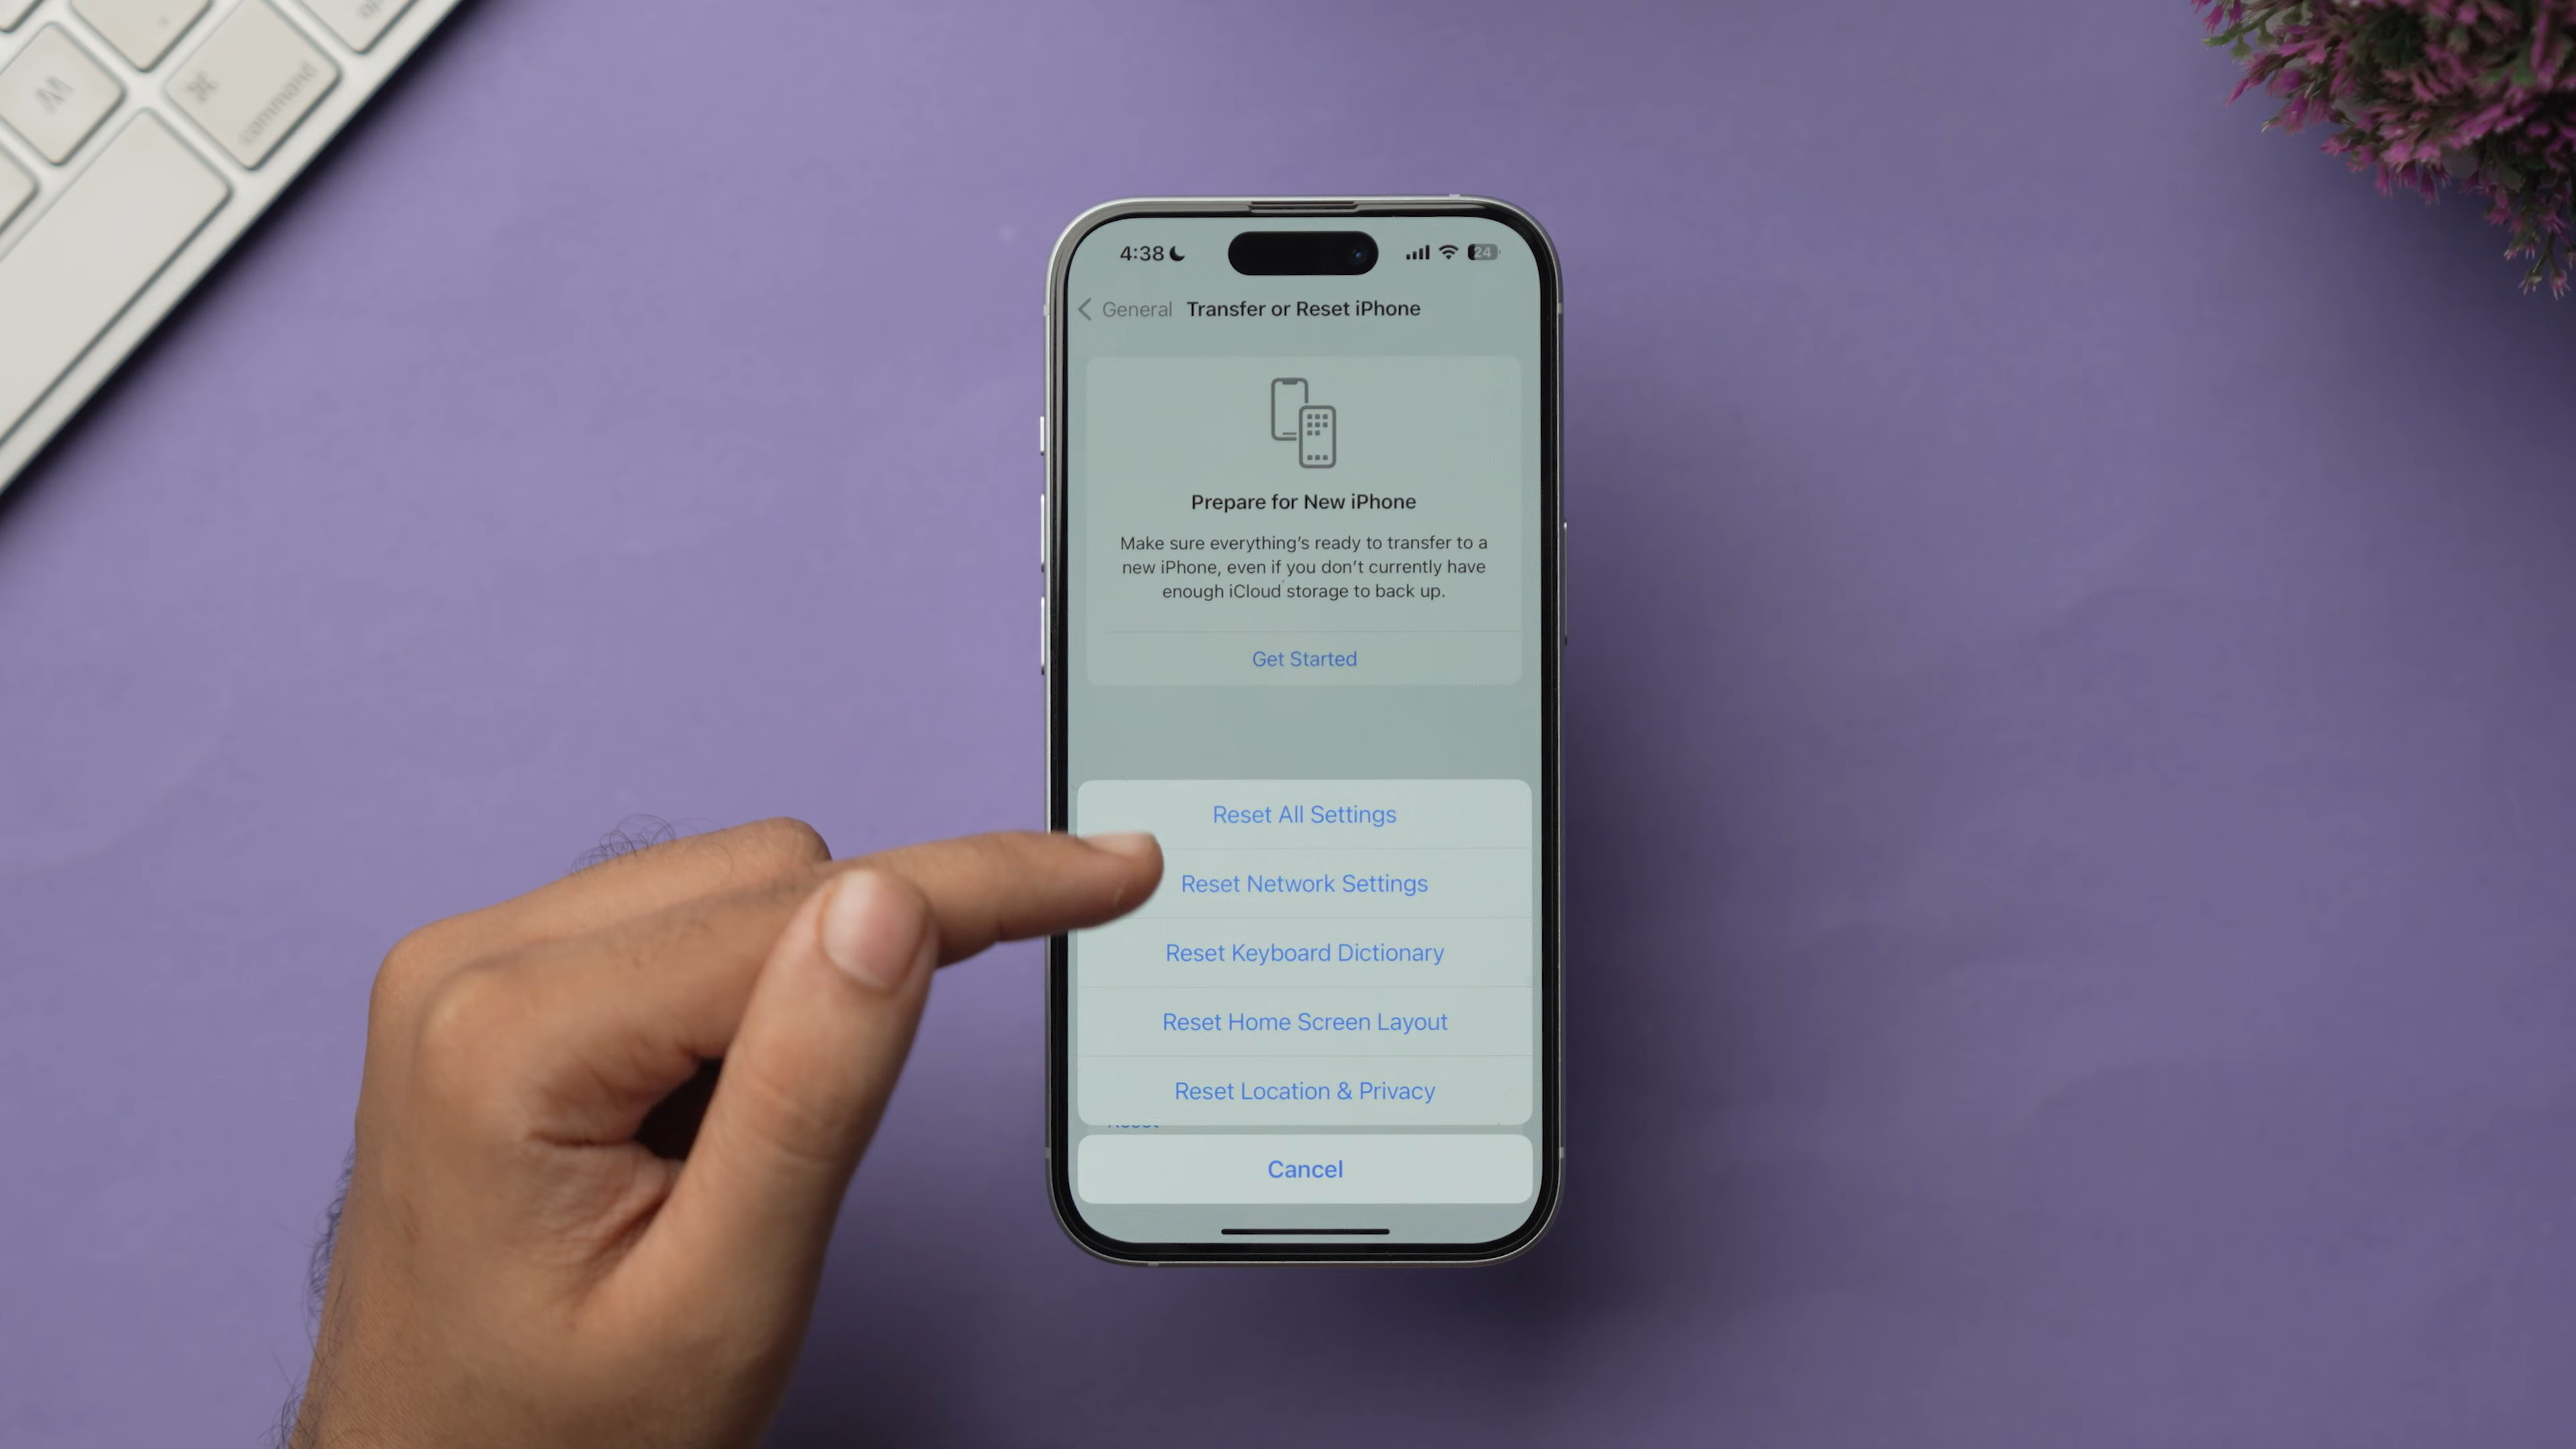 W
⌘
command
4:38
24
General Transfer or Reset iPhone
Prepare for New iPhone
Make sure everything's ready to transfer to a
new iPhone, even if you don't currently have
enough iCloud storage to back up.
Get Started
Reset All Settings
Reset Network Settings
Reset Keyboard Dictionary
Reset Home Screen Layout
Reset Location & Privacy
Reset
Cancel